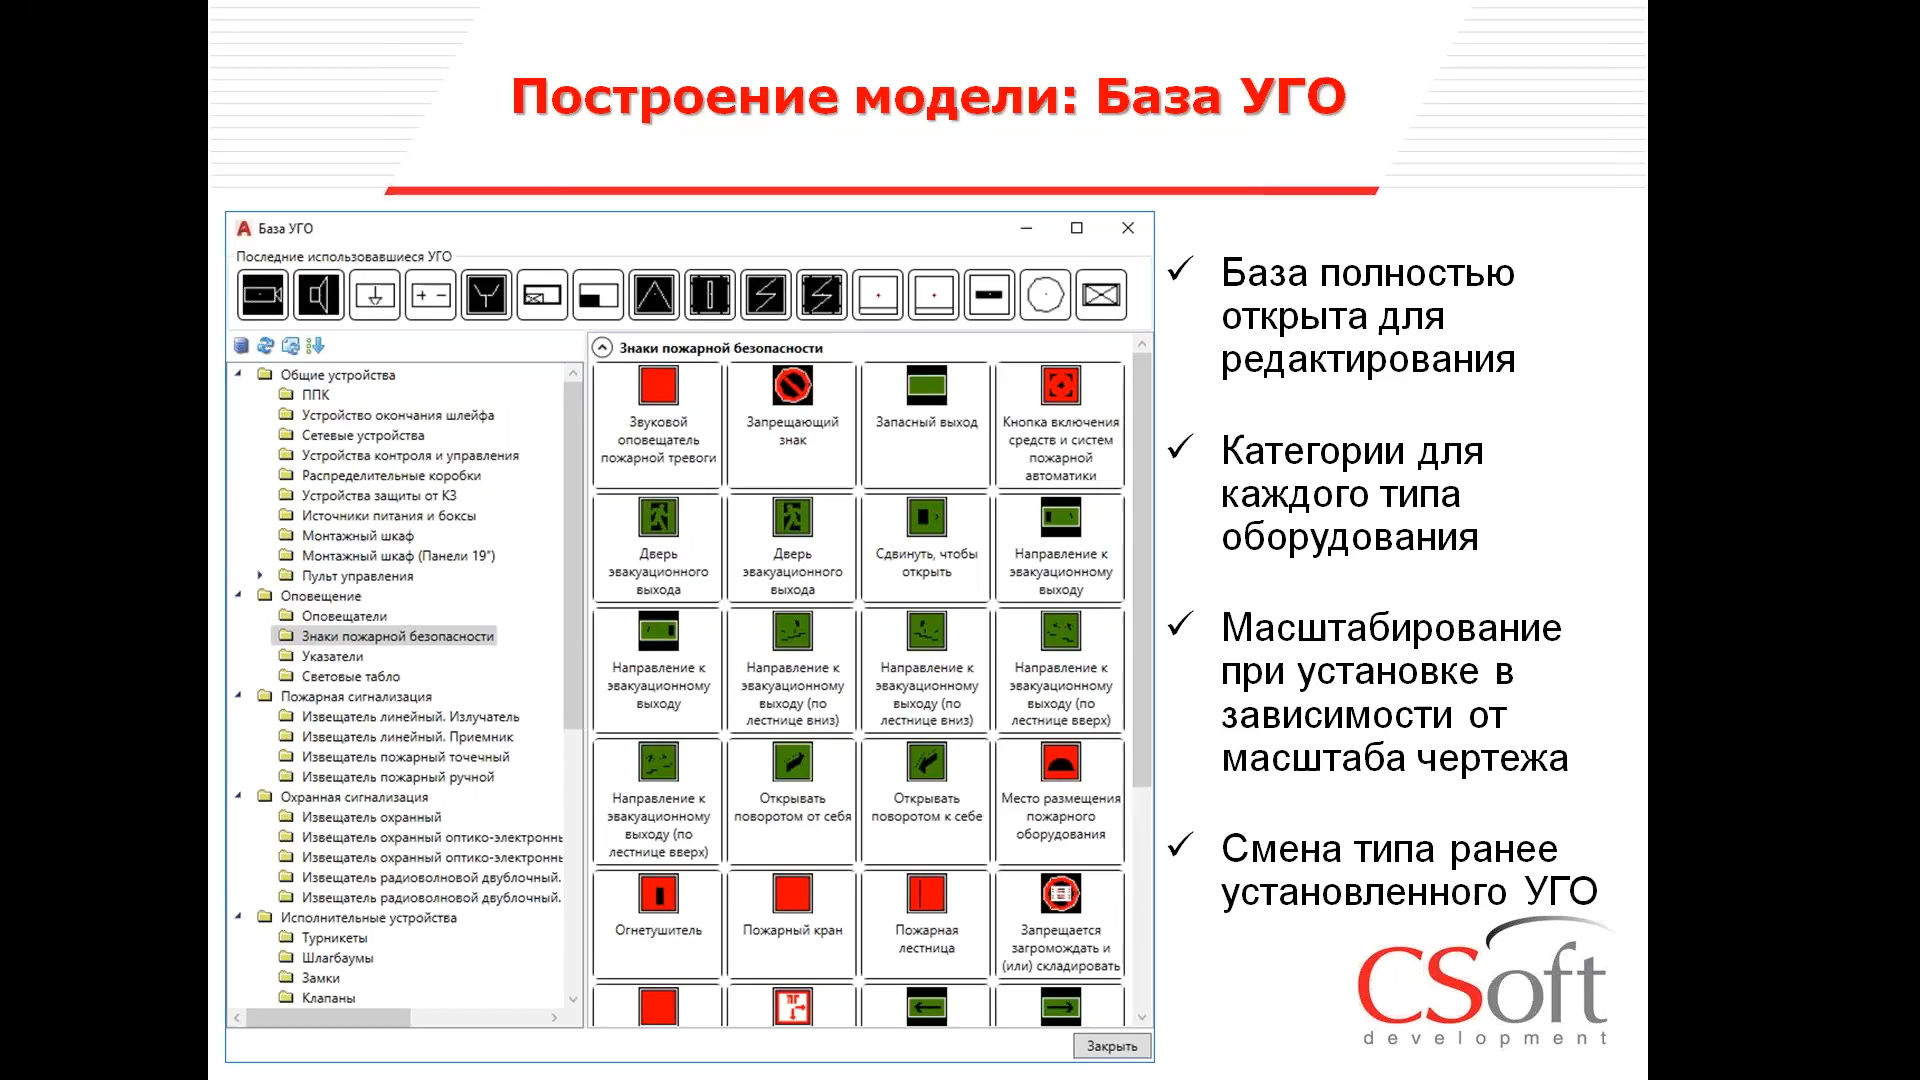 Построение модели: База УГО
База УГО
Последние использовавшиеся УГО
Общие устройства
ППК
Устройство окончания шлейфа
Сетевые устройства
Устройства контроля и управления
Распределительные коробки
Устройства защиты от КЗ
Источники питания и боксы
Монтажный шкаф
Монтажный шкаф (Панели 19")
Пульт управления
Оповещение
Оповещатели
Знаки пожарной безопасности
Указатели
Световые табло
Пожарная сигнализация
Извещатель линейный. Излучатель
Извещатель линейный. Приемник
Извещатель пожарный точечный
Извещатель пожарный ручной
Охранная сигнализация
Извещатель охранный
Извещатель охранный оптико-электроннь
Извещатель охранный оптико-электроннь
Извещатель радиоволновой двублочный.
Извещатель радиоволновой двублочный.
Исполнительные устройства
Турникеты
Шлагбаумы
Замки
Клапаны
Знаки пожарной безопасности
Звуковой
оповещатель
пожарной тревоги
Запрещающий
знак
Запасный выход
Кнопка включения
средств и систем
пожарной
автоматики
Дверь
эвакуационного
выхода
Дверь
эвакуационного
выхода
Сдвинуть, чтобы
открыть
Направление к
эвакуационному
выходу
Направление к
эвакуационному
выходу
Направление к
эвакуационному
выходу (по
лестнице вниз)
Направление к
эвакуационному
выходу (по
лестнице вниз)
Направление к
эвакуационному
выходу (по
лестнице вверх)
Направление к
эвакуационному
выходу (по
лестнице вверх)
Открывать
поворотом от себя
Открывать
поворотом к себе
Место размещения
пожарного
оборудования
Огнетушитель
Пожарный кран
Пожарная
лестница
Запрещается
загромождать и
(или) складировать
ПГ
Закрыть
База полностью
открыта для
редактирования
Категории для
каждого типа
оборудования
Масштабирование
при установке в
зависимости от
масштаба чертежа
Смена типа ранее
установленного УГО
CSoft
development